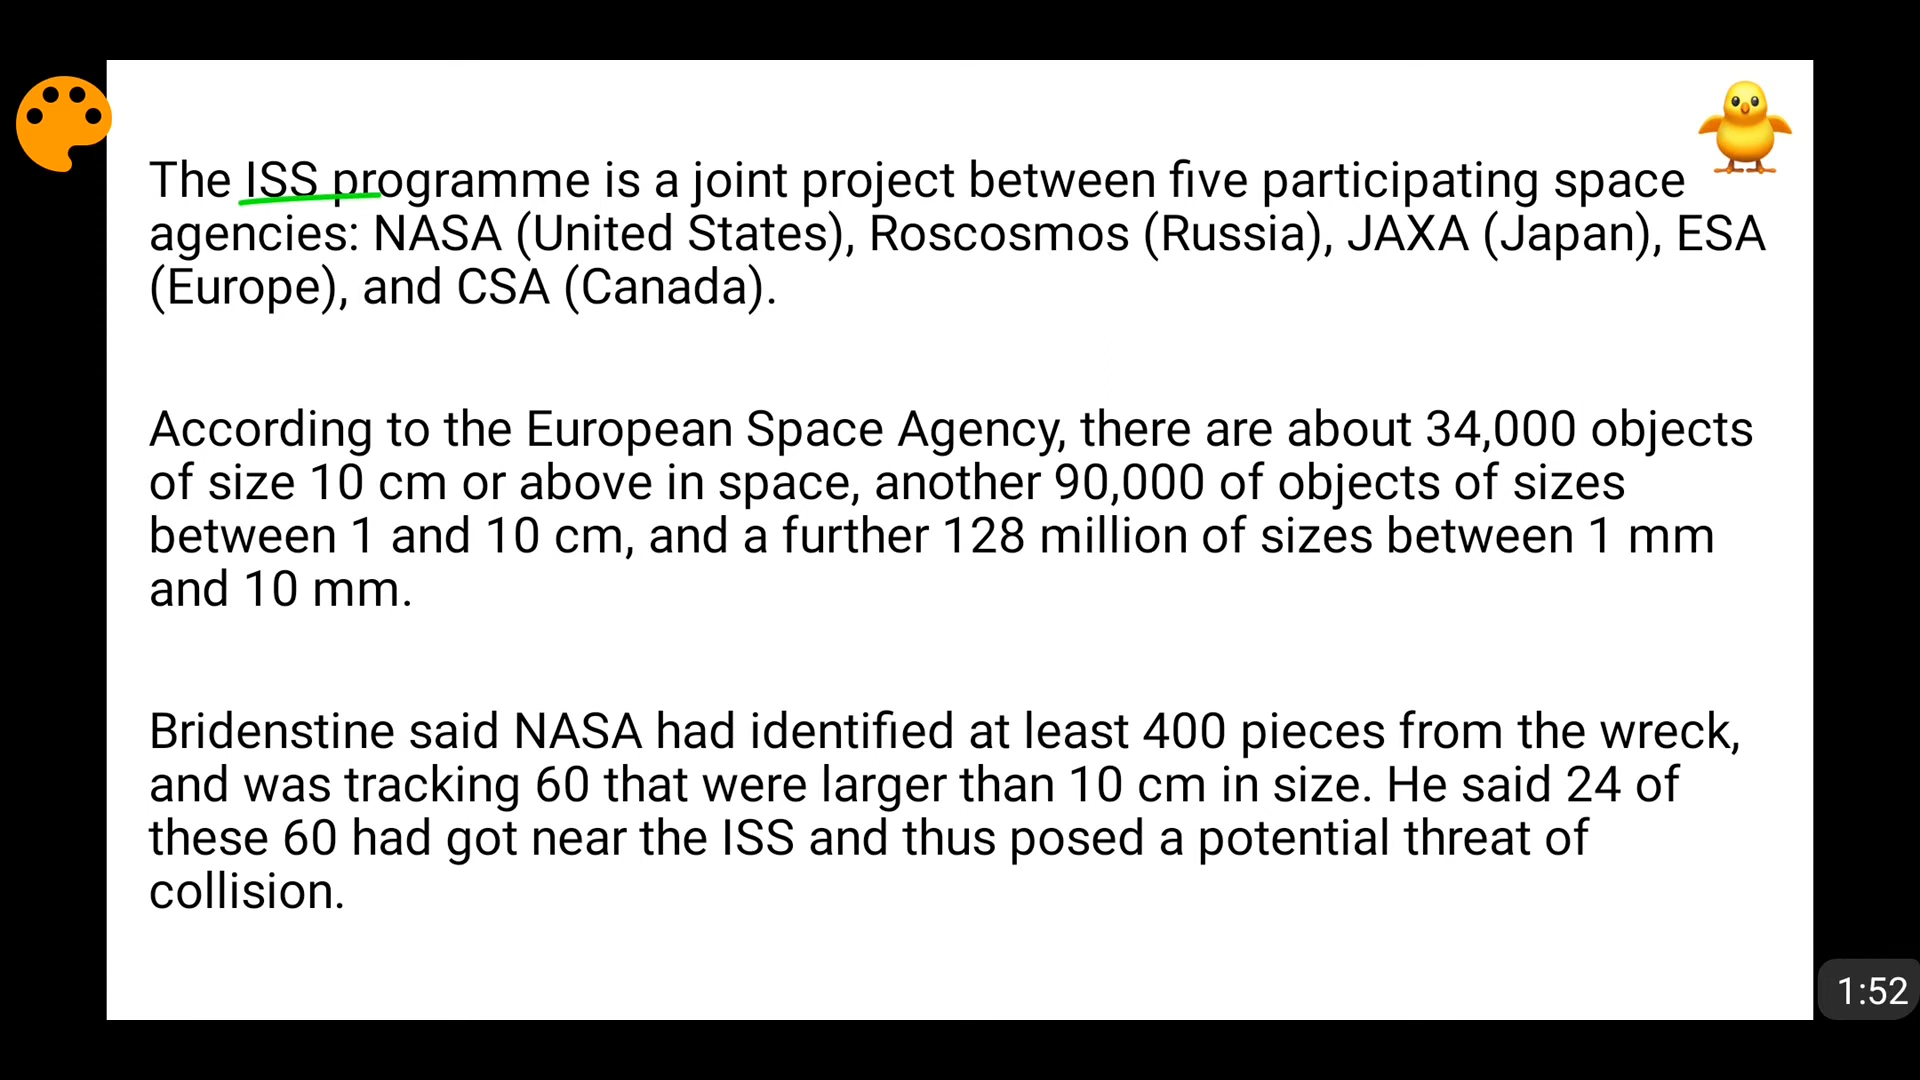 The ISS programme is a joint project between five participating space
agencies: NASA (United States), Roscosmos (Russia), JAXA (Japan), ESA
(Europe), and CSA (Canada).
According to the European Space Agency, there are about 34,000 objects
of size 10 cm or above in space, another 90,000 of objects of sizes
between 1 and 10 cm, and a further 128 million of sizes between 1 mm
and 10 mm.
Bridenstine said NASA had identified at least 400 pieces from the wreck,
and was tracking 60 that were larger than 10 cm in size. He said 24 of
these 60 had got near the ISS and thus posed a potential threat of
collision.
1:52